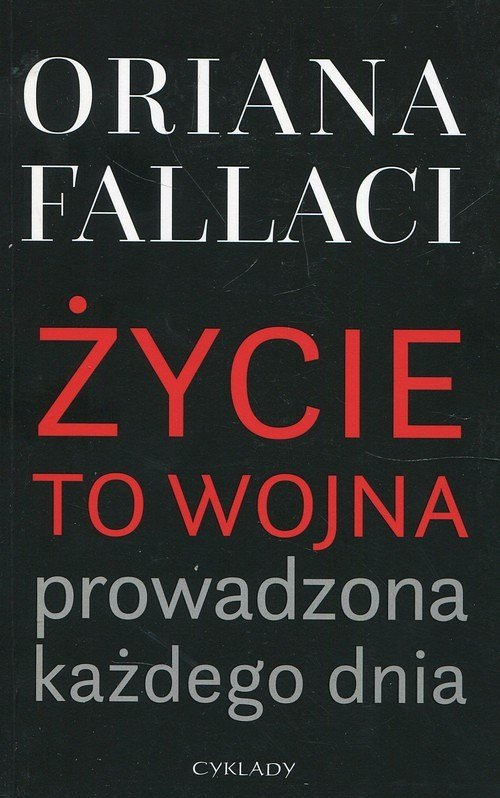 ORIANA
FALLACI
ŻYCIE
TO WOJNA
prowadzona
każdego dnia
CYKLADY